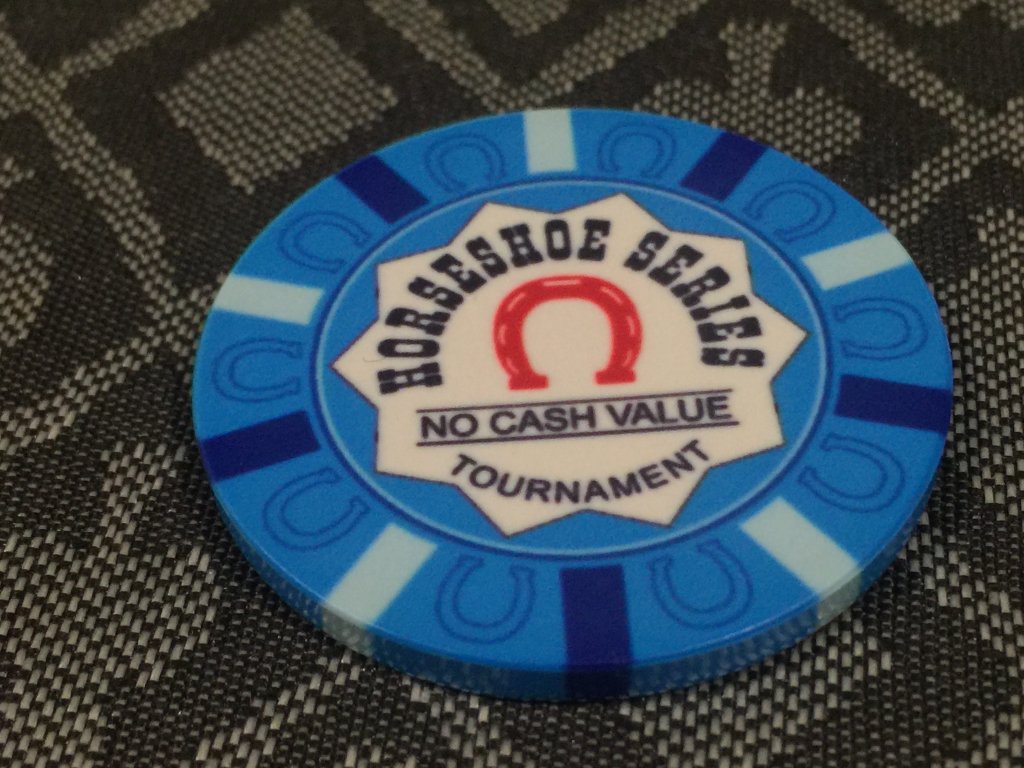 HORSESHOE SERIES
NO CASH VALUE
TOURNAMENT